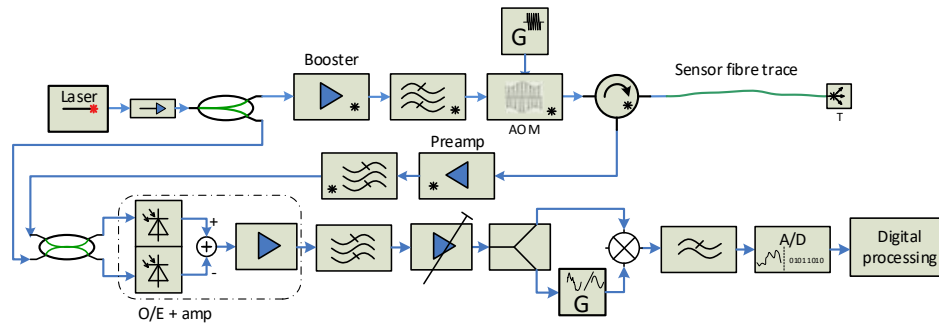 G
Booster
Sensor fibre trace
Laser
AOM
T
Preamp
+
-
A/D
01011010
Digital
processing
G
O/E + amp